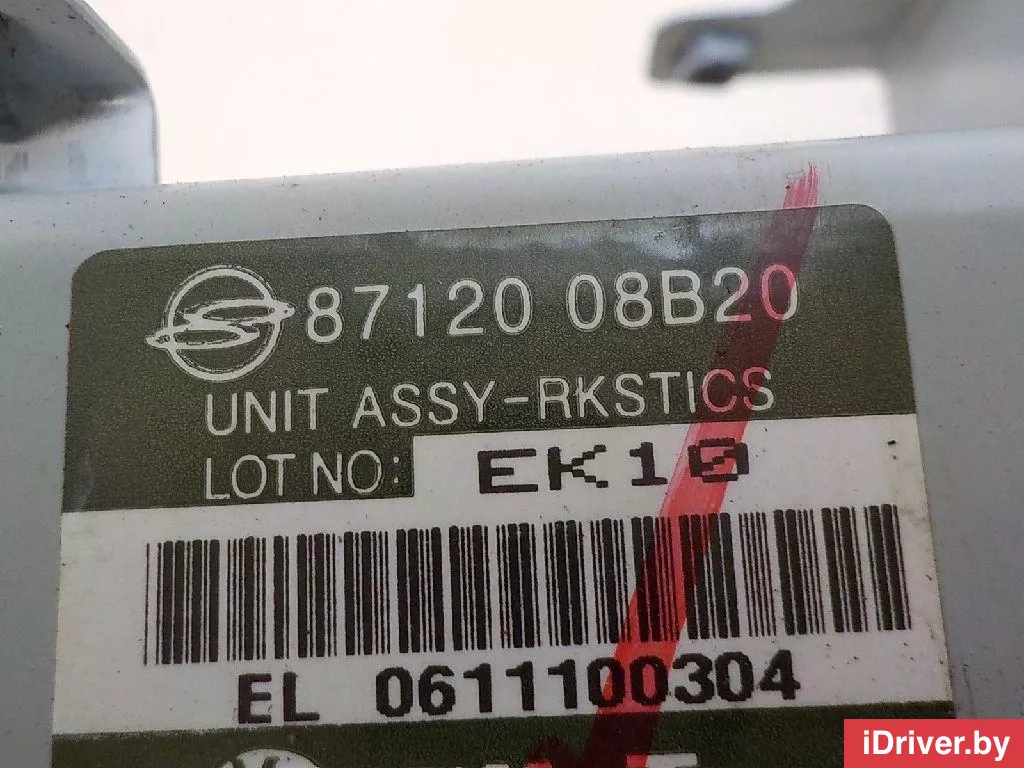 87120 08B20
UNIT ASSY-RKSTICS
LOT NO: EK10
EL 0611100304
iDriver.by